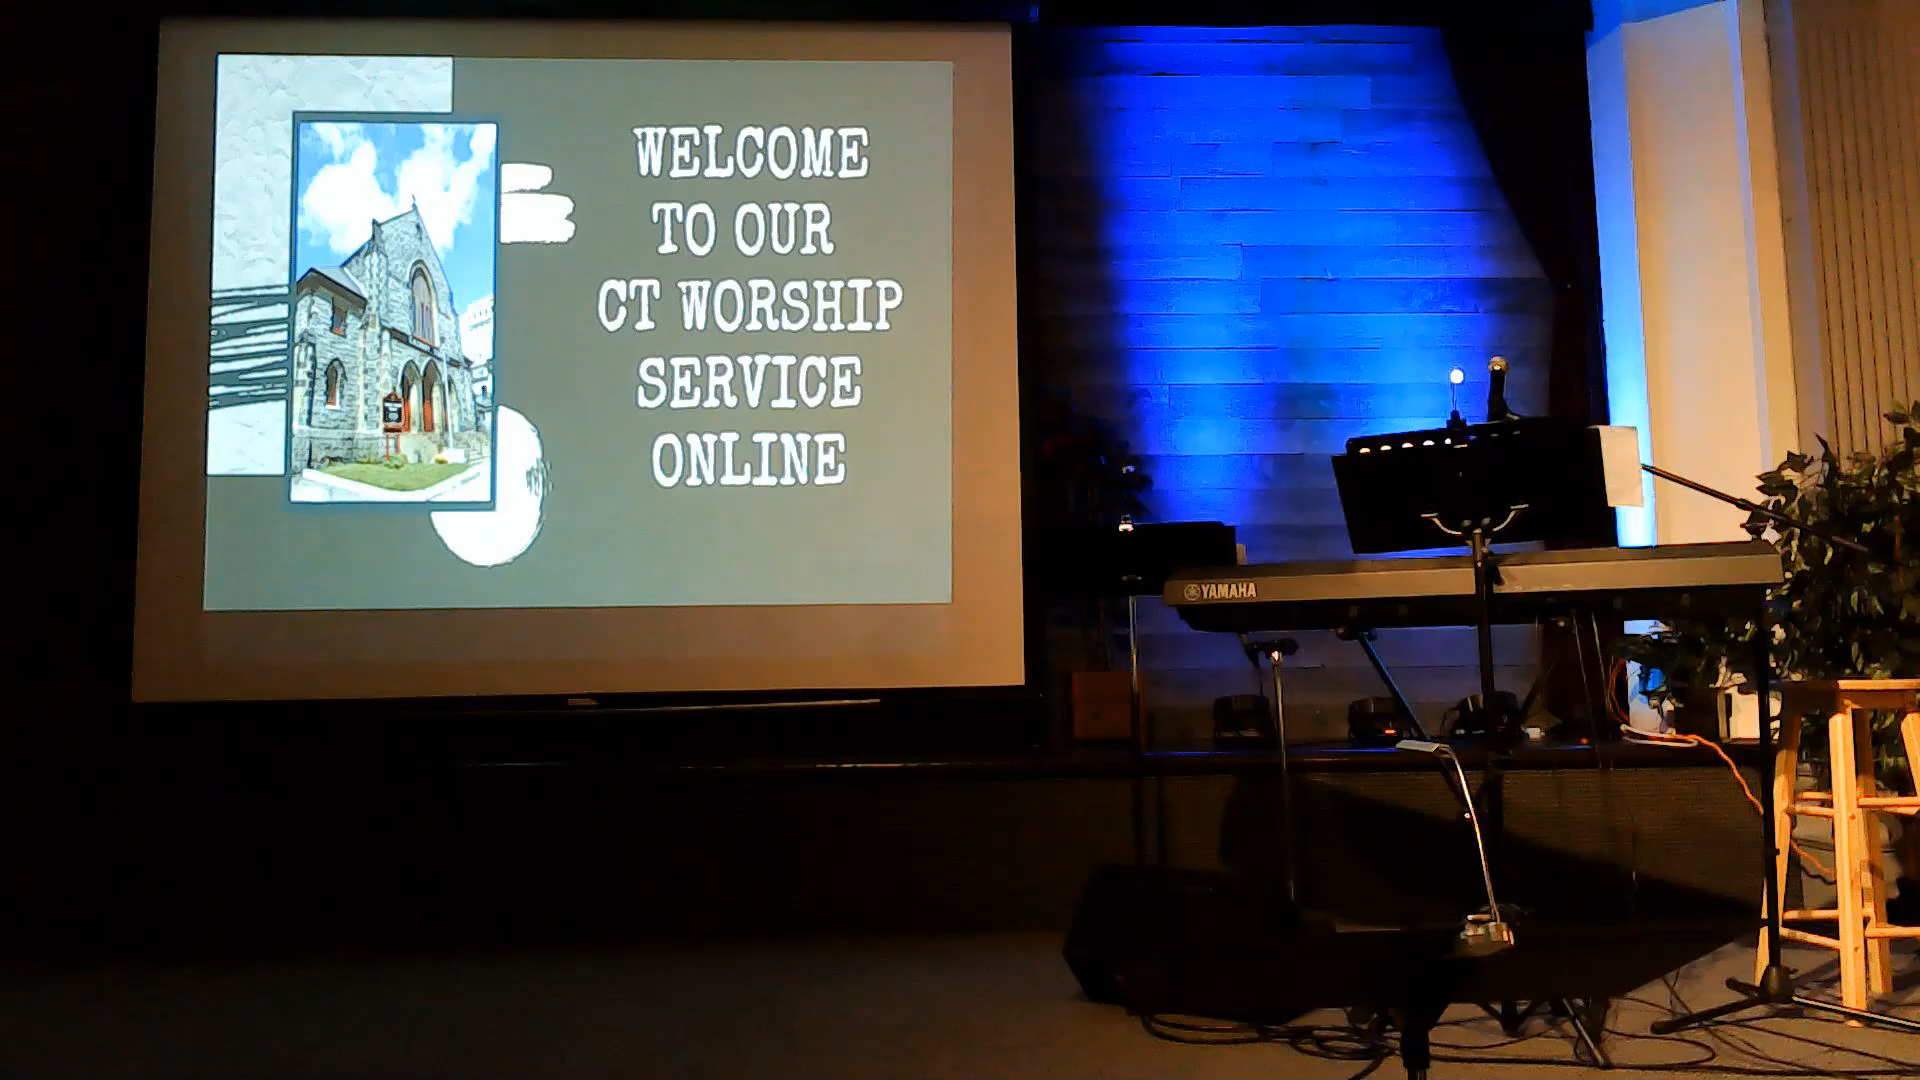 WELCOME
TO OUR
CT WORSHIP
SERVICE
ONLINE
YAMAHA